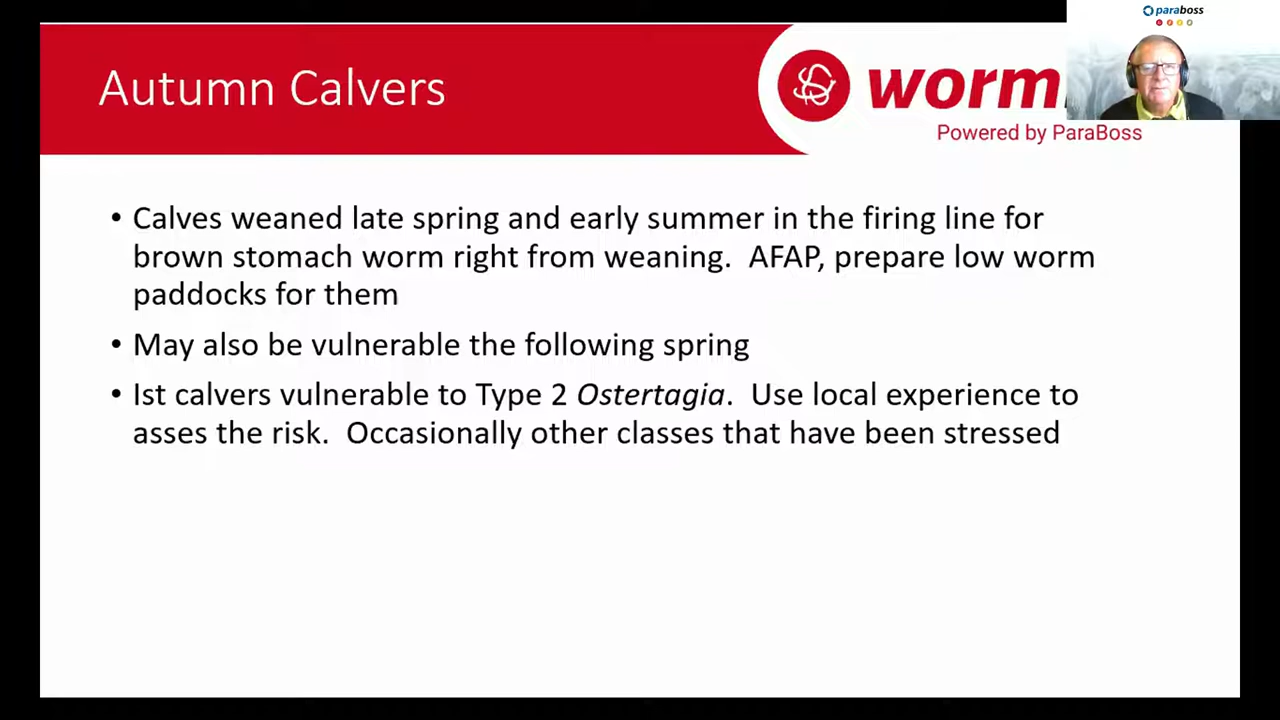 paraboss
Autumn Calvers
worm
Powered by ParaBoss
• Calves weaned late spring and early summer in the firing line for
brown stomach worm right from weaning. AFAP, prepare low worm
paddocks for them
• May also be vulnerable the following spring
• Ist calvers vulnerable to Type 2 Ostertagia. Use local experience to
asses the risk. Occasionally other classes that have been stressed